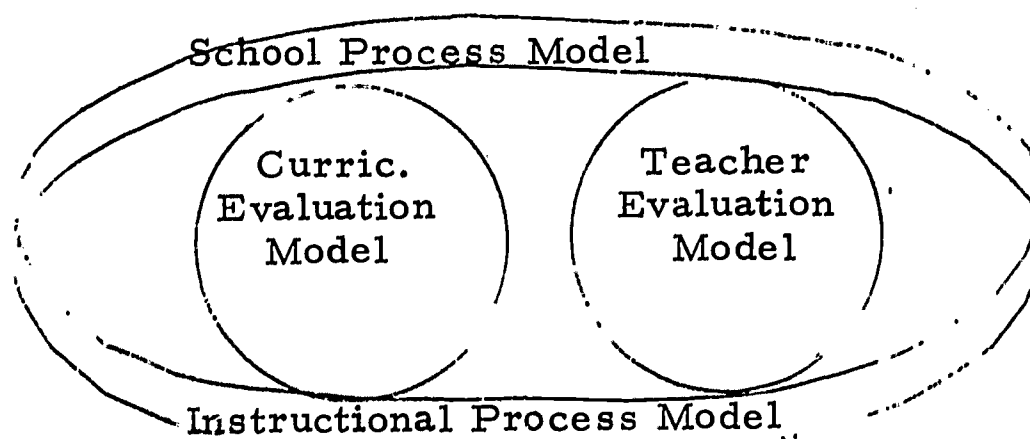 School Process Model
Curric.
Evaluation
Model
Teacher
Evaluation
Model
Instructional Process Model